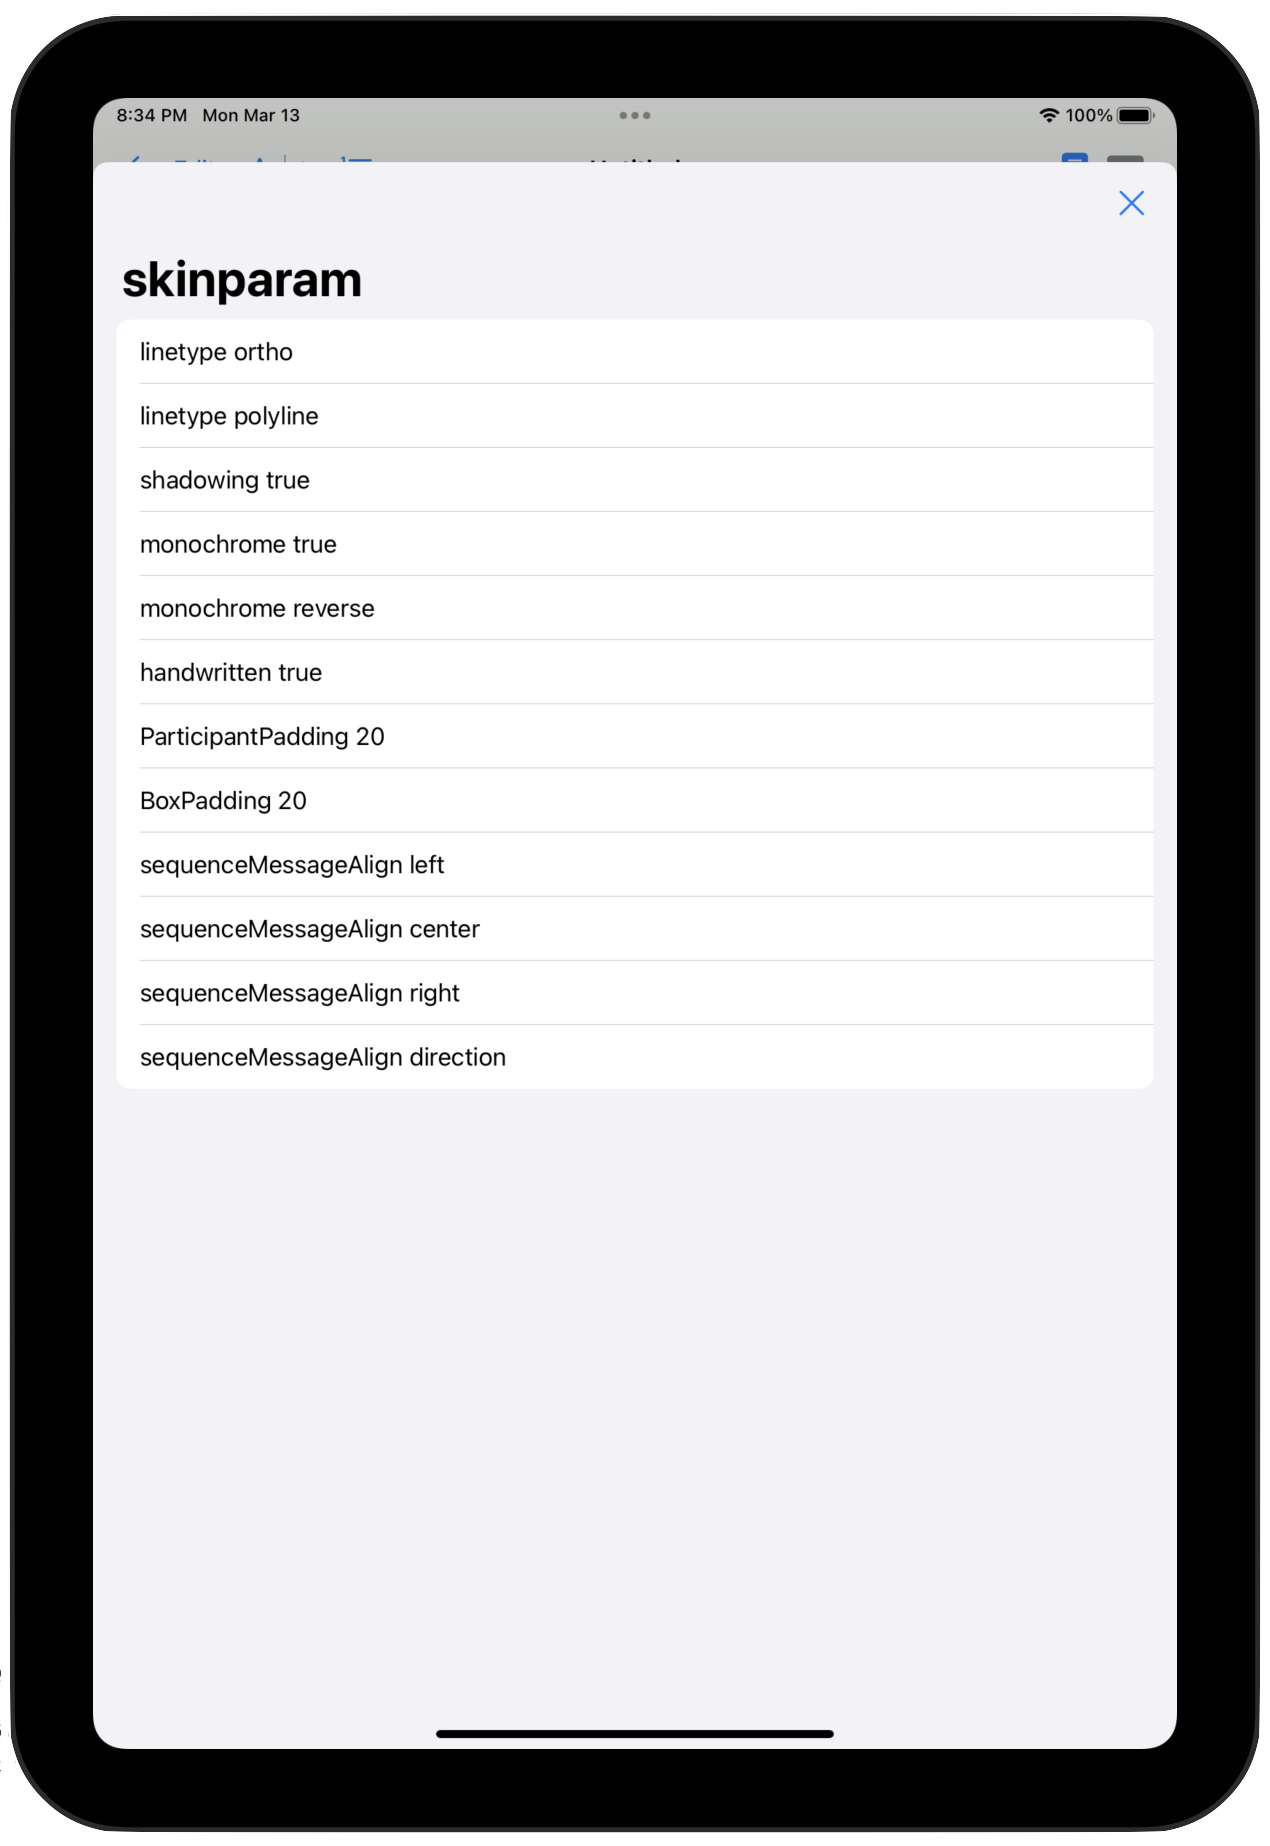 8:34 PM Mon Mar 13 100%
skinparam
linetype ortho
linetype polyline
shadowing true
monochrome true
monochrome reverse
handwritten true
ParticipantPadding 20
BoxPadding 20
sequenceMessageAlign left
sequenceMessageAlign center
sequenceMessageAlign right
sequenceMessageAlign direction